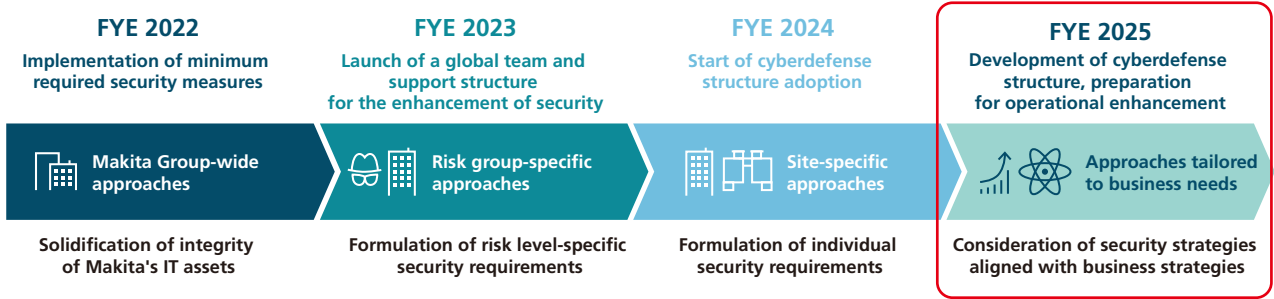 FYE 2022
Implementation of minimum
required security measures
Makita Group-wide
approaches
Solidification of integrity
of Makita's IT assets
FYE 2023
Launch of a global team and
support structure
for the enhancement of security
Risk group-specific
approaches
Formulation of risk level-specific
security requirements
FYE 2024
Start of cyberdefense
structure adoption
Site-specific
approaches
Formulation of individual
security requirements
FYE 2025
Development of cyberdefense
structure, preparation
for operational enhancement
Approaches tailored
to business needs
Consideration of security strategies
aligned with business strategies